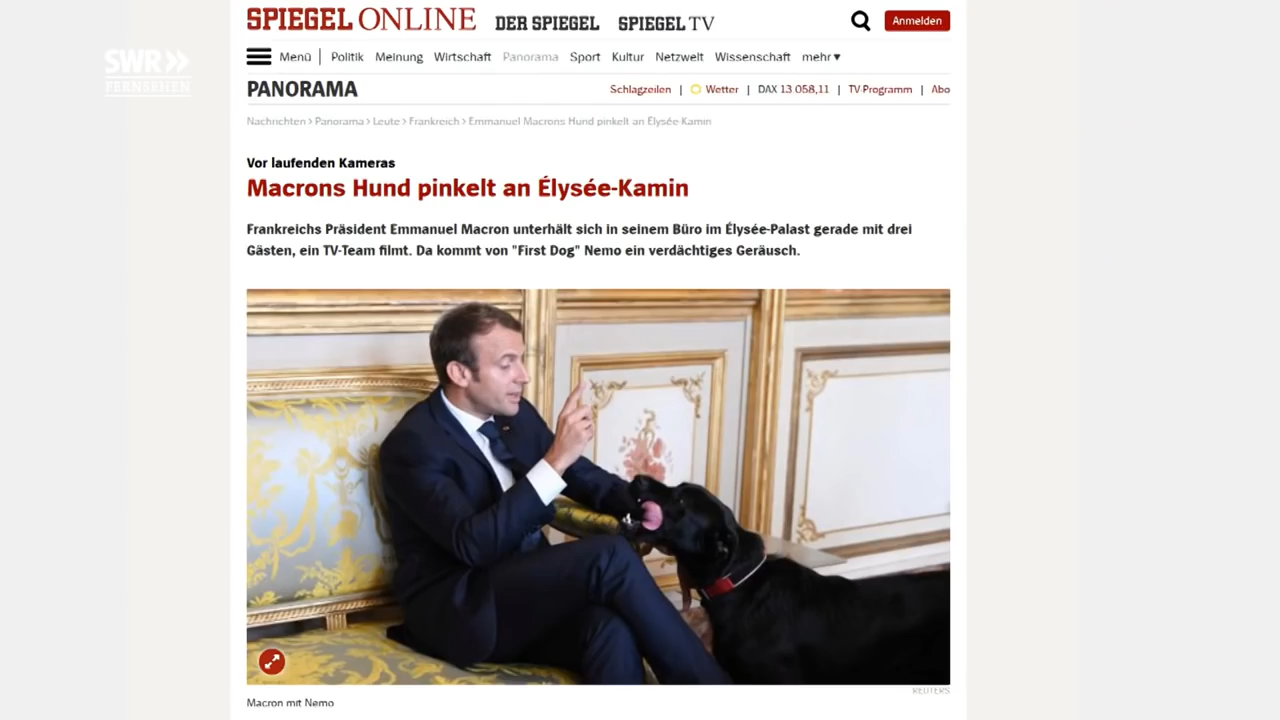 SPIEGEL ONLINE DER SPIEGEL SPIEGEL TV Anmelden
SWR
FERNSEHEN
Menü Politik Meinung Wirtschaft Panorama Sport Kultur Netzwelt Wissenschaft mehr
PANORAMA
Schlagzeilen | Wetter | DAX 13.058,11 | TV-Programm | Abo
Nachrichten > Panorama > Leute > Frankreich > Emmanuel Macrons Hund pinkelt an Élysée-Kamin
Vor laufenden Kameras
Macrons Hund pinkelt an Élysée-Kamin
Frankreichs Präsident Emmanuel Macron unterhält sich in seinem Büro im Élysée-Palast gerade mit drei
Gästen, ein TV-Team filmt. Da kommt von "First Dog" Nemo ein verdächtiges Geräusch.
REUTERS
Macron mit Nemo